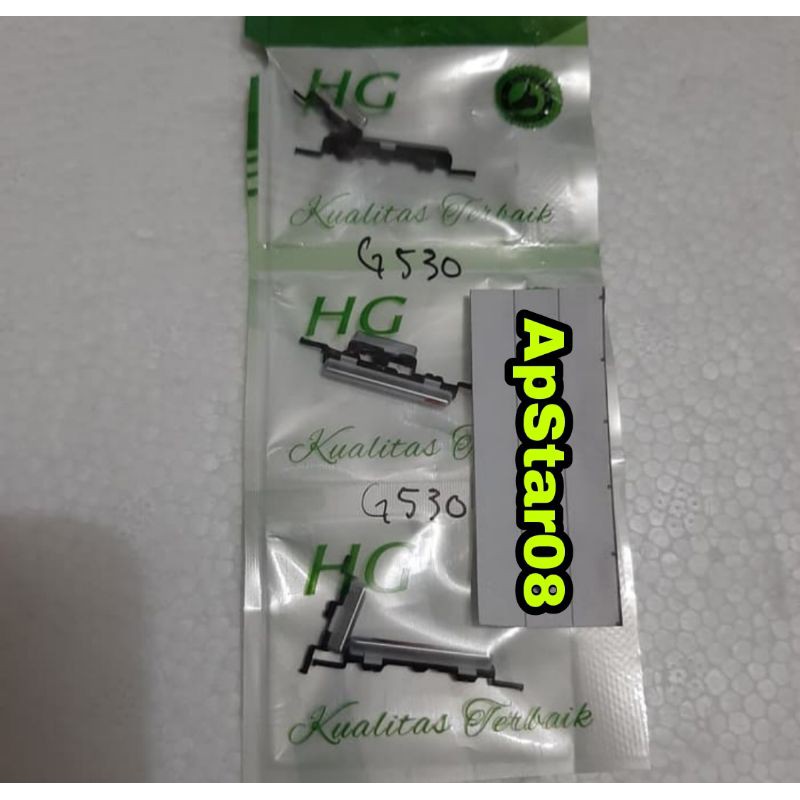 HG
Kualitas Terbaik
G530
HG
Kualitas T
G530
HG
Kualitas Terbaik
ApStar08